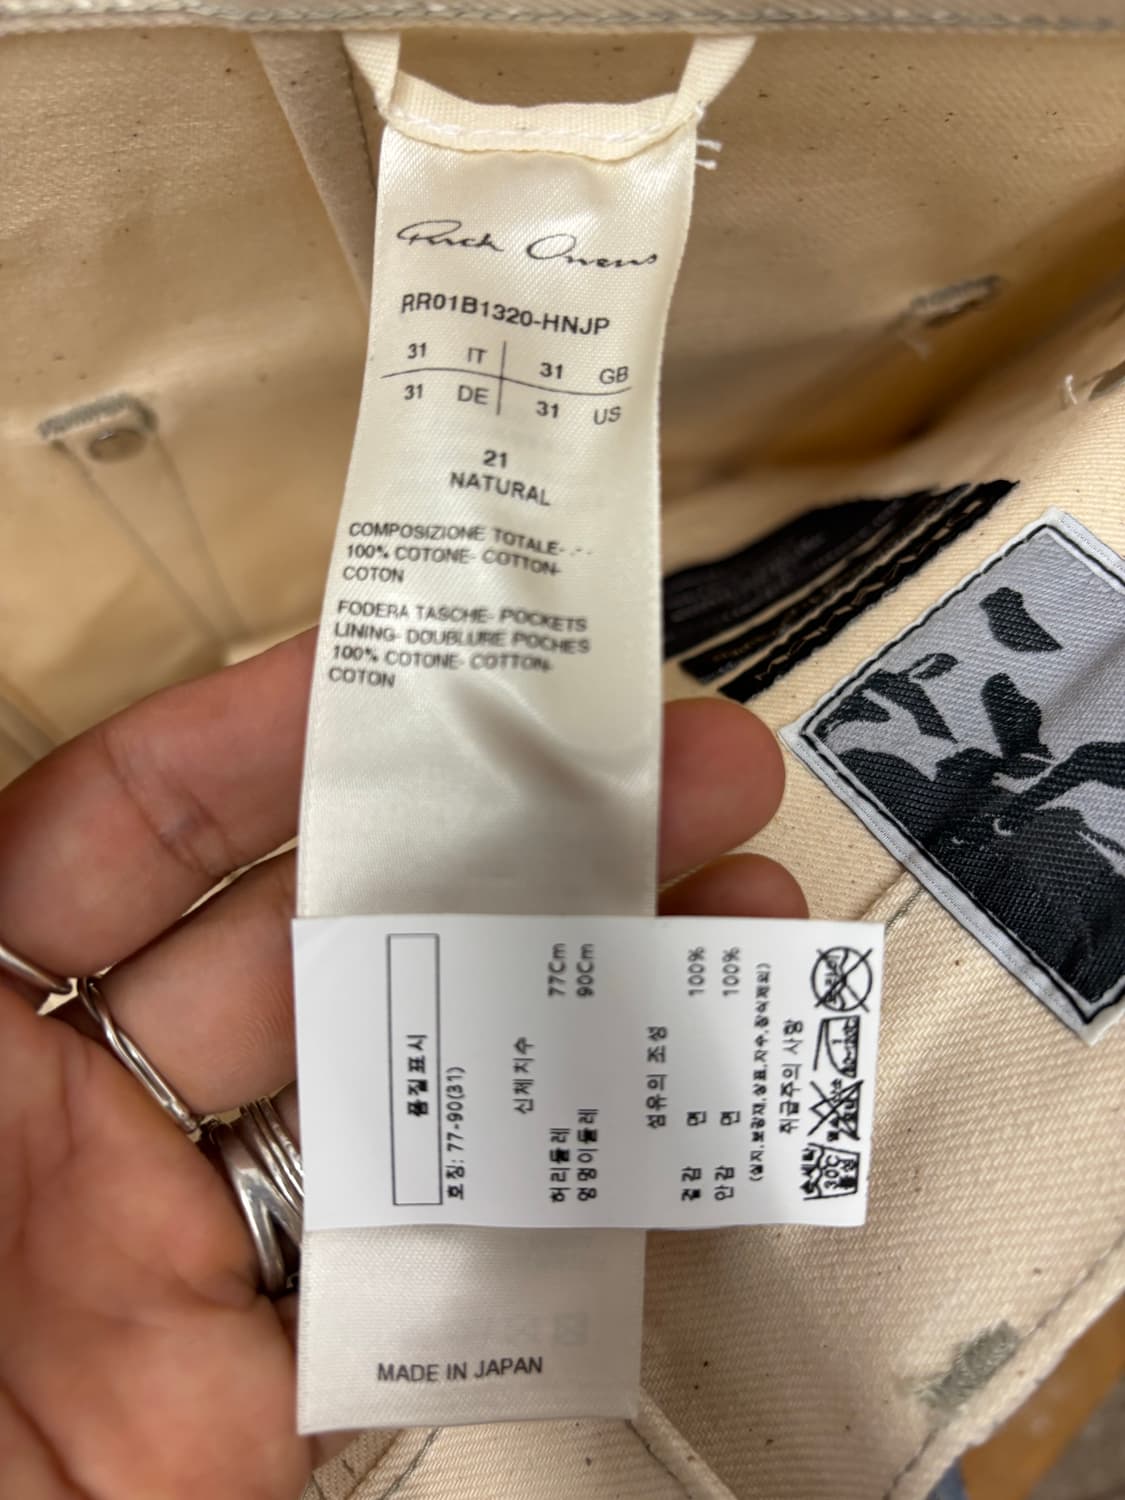 Rick Owens
RR01B1320-HNJP
31 IT 31 GB
31 DE 31 US
21
NATURAL
COMPOSIZIONE TOTALE- .- -
100% COTONE- COTTON-
COTON
FODERA TASCHE- POCKETS
LINING- DOUBLURE POCHES
100% COTONE- COTTON-
COTON
품질표시
호칭: 77-90(31)
신체치수
허리둘레 77Cm
엉덩이둘레 90Cm
섬유의 조성
겉감 면 100%
안감 면 100%
(심지,보강재,상표,자수,장식제외)
취급주의 사항
30℃
MADE IN JAPAN